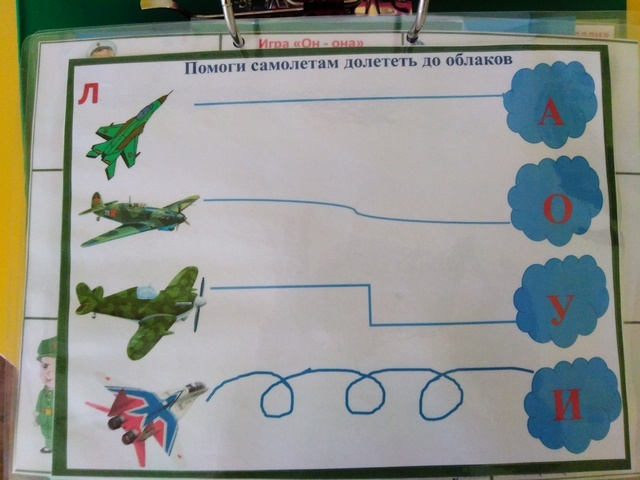 Игра «Он - она»
Помоги самолетам долететь до облаков
Л
А
О
У
И